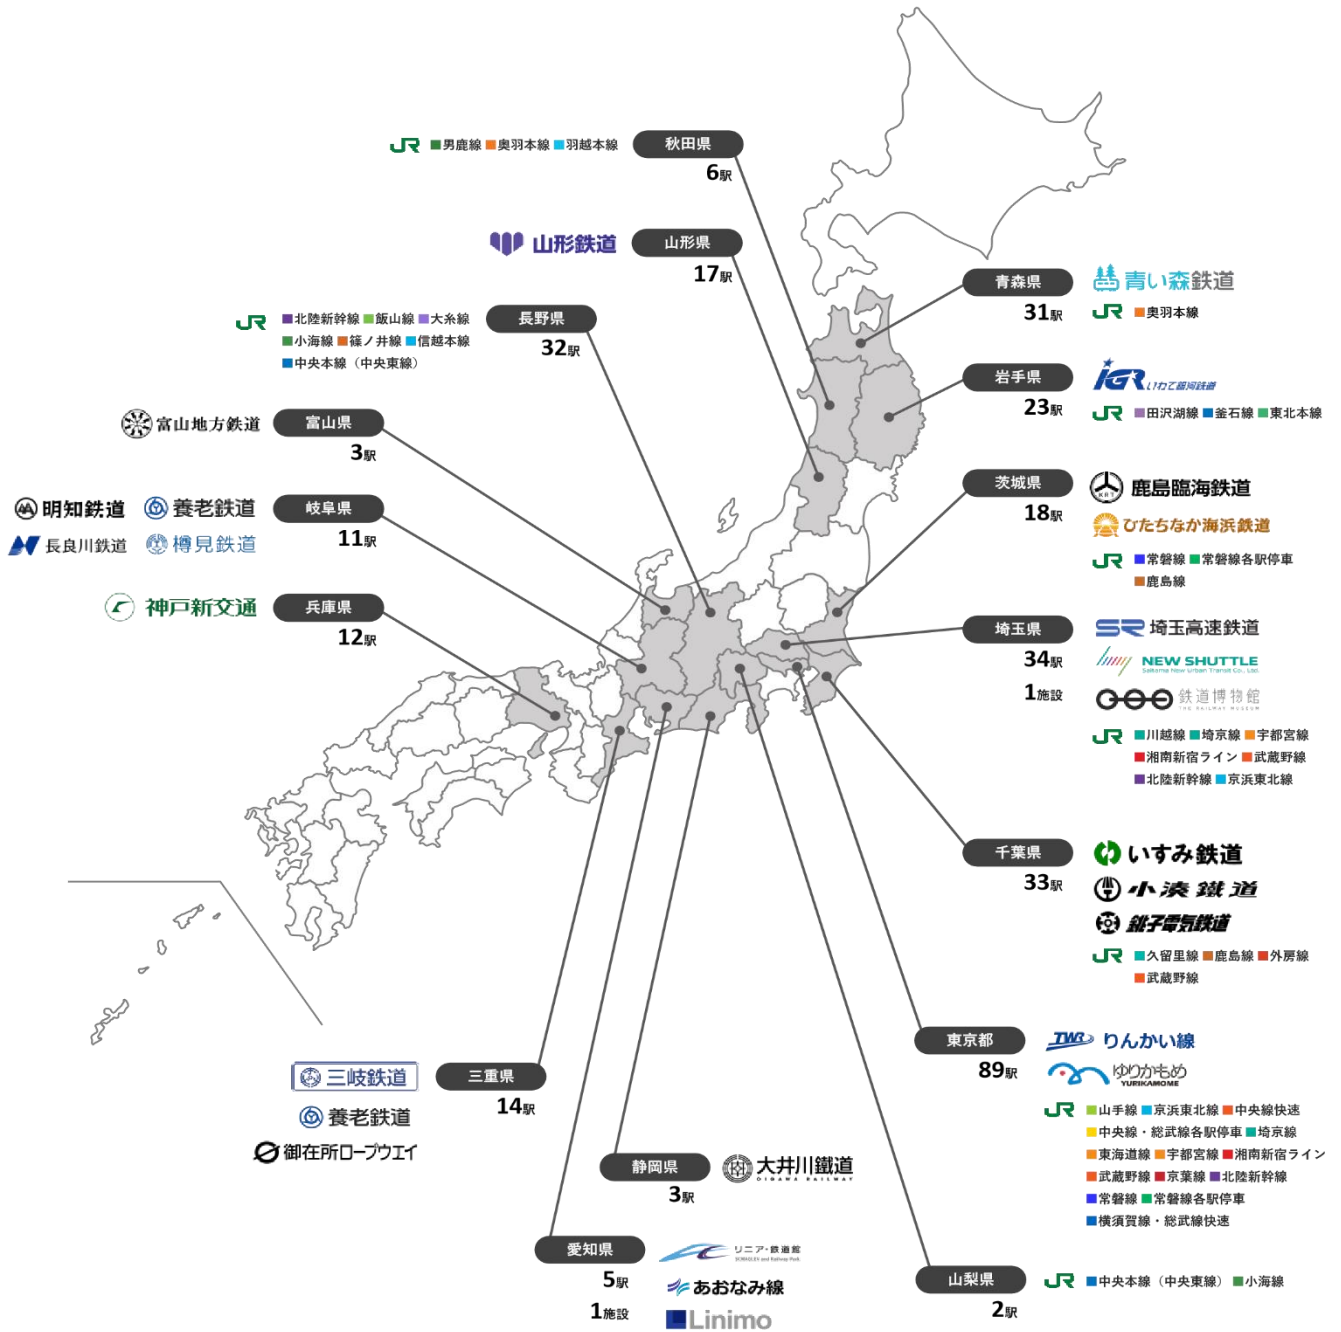 JR 男鹿線 奥羽本線 羽越本線
秋田県
6駅
山形鉄道
山形県
17駅
JR 北陸新幹線 飯山線 大糸線
小海線 篠ノ井線 信越本線
中央本線（中央東線）
長野県
32駅
富山地方鉄道
富山県
3駅
明知鉄道 養老鉄道
長良川鉄道 樽見鉄道
岐阜県
11駅
神戸新交通
兵庫県
12駅
青森県
31駅
青い森鉄道
JR 奥羽本線
岩手県
23駅
IGR いわて銀河鉄道
JR 田沢湖線 釜石線 東北本線
茨城県
18駅
KRT
鹿島臨海鉄道
ひたちなか海浜鉄道
JR 常磐線 常磐線各駅停車
鹿島線
埼玉県
34駅
1施設
SR 埼玉高速鉄道
NEW SHUTTLE
Saitama New Urban Transit Co., Ltd.
鉄道博物館
THE RAILWAY MUSEUM
JR 川越線 埼京線 宇都宮線
湘南新宿ライン 武蔵野線
北陸新幹線 京浜東北線
千葉県
33駅
いすみ鉄道
小湊鐵道
銚子電気鉄道
JR 久留里線 鹿島線 外房線
武蔵野線
東京都
89駅
TWR りんかい線
ゆりかもめ
YURIKAMOME
JR 山手線 京浜東北線 中央線快速
中央線・総武線各駅停車 埼京線
東海道線 宇都宮線 湘南新宿ライン
武蔵野線 京葉線 北陸新幹線
常磐線 常磐線各駅停車
横須賀線・総武線快速
三岐鉄道
養老鉄道
御在所ロープウエイ
三重県
14駅
静岡県
3駅
大井川鐵道
OIGAWA RAILWAY
愛知県
5駅
1施設
リニア・鉄道館
SCMAGLEV and Railway Park
あおなみ線
Linimo
山梨県
2駅
JR 中央本線（中央東線） 小海線